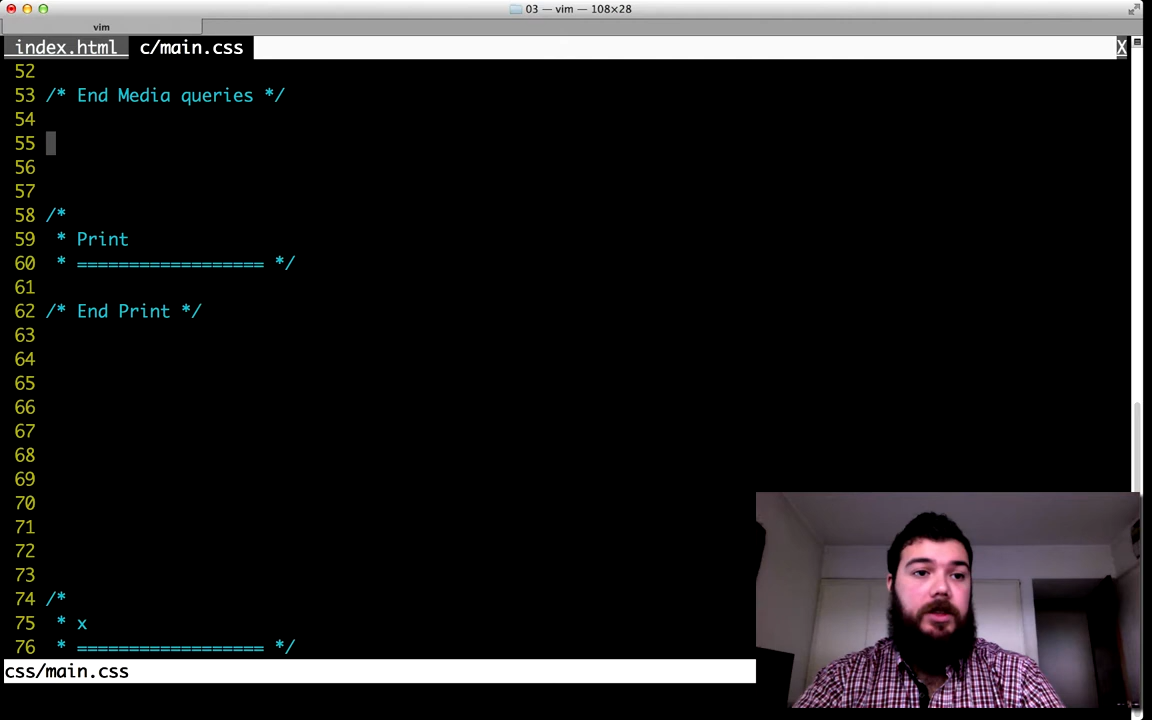 03 — vim — 108×28
vim
index.html c/main.css X
52
53 /* End Media queries */
54
55
56
57
58 /*
59  * Print
60  * ================== */
61
62 /* End Print */
63
64
65
66
67
68
69
70
71
72
73
74 /*
75  * x
76  * ================== */
css/main.css